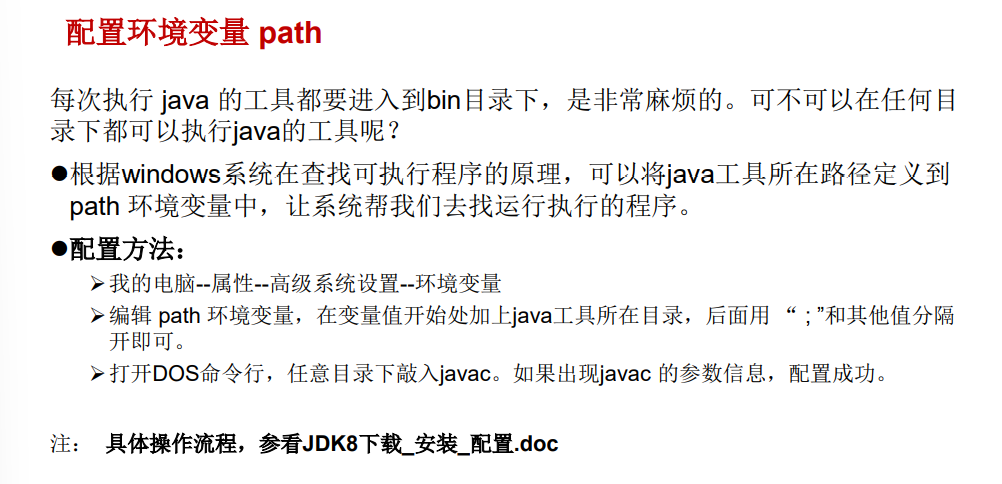 配置环境变量 path
每次执行 java 的工具都要进入到bin目录下，是非常麻烦的。可不可以在任何目
录下都可以执行java的工具呢？
●根据windows系统在查找可执行程序的原理，可以将java工具所在路径定义到
path 环境变量中，让系统帮我们去找运行执行的程序。
●配置方法：
➢我的电脑--属性--高级系统设置--环境变量
➢编辑 path 环境变量，在变量值开始处加上java工具所在目录，后面用 “ ; ”和其他值分隔
开即可。
➢打开DOS命令行，任意目录下敲入javac。如果出现javac 的参数信息，配置成功。
注： 具体操作流程，参看JDK8下载_安装_配置.doc